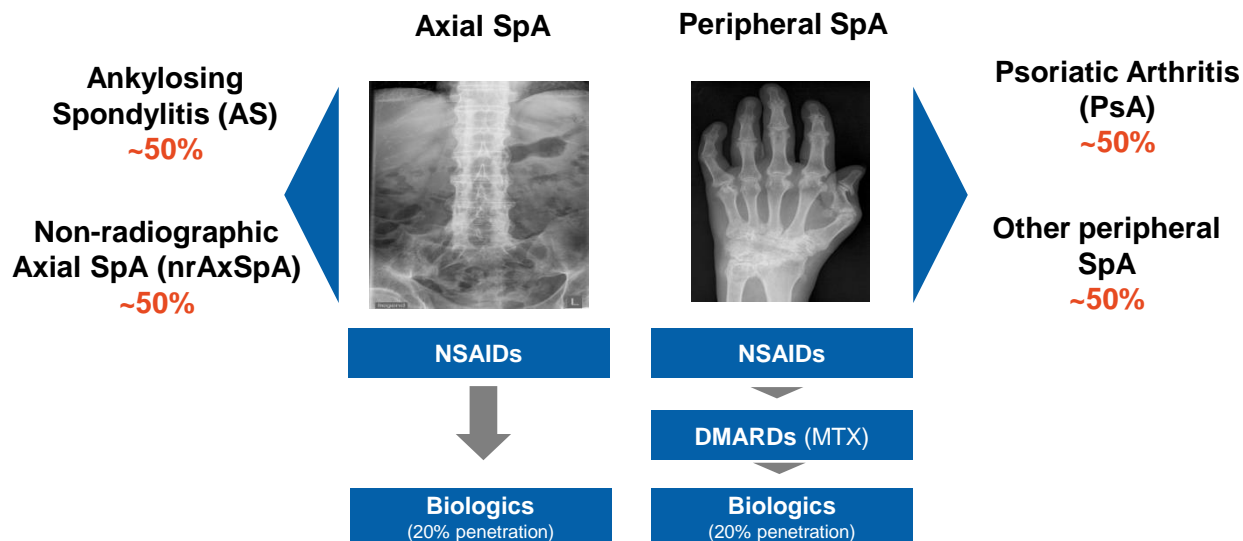 Axial SpA
Peripheral SpA
Ankylosing
Spondylitis (AS)
~50%
Non-radiographic
Axial SpA (nrAxSpA)
~50%
L
Psoriatic Arthritis
(PsA)
~50%
Other peripheral
SpA
~50%
NSAIDs
NSAIDs
DMARDs (MTX)
Biologics
(20% penetration)
Biologics
(20% penetration)